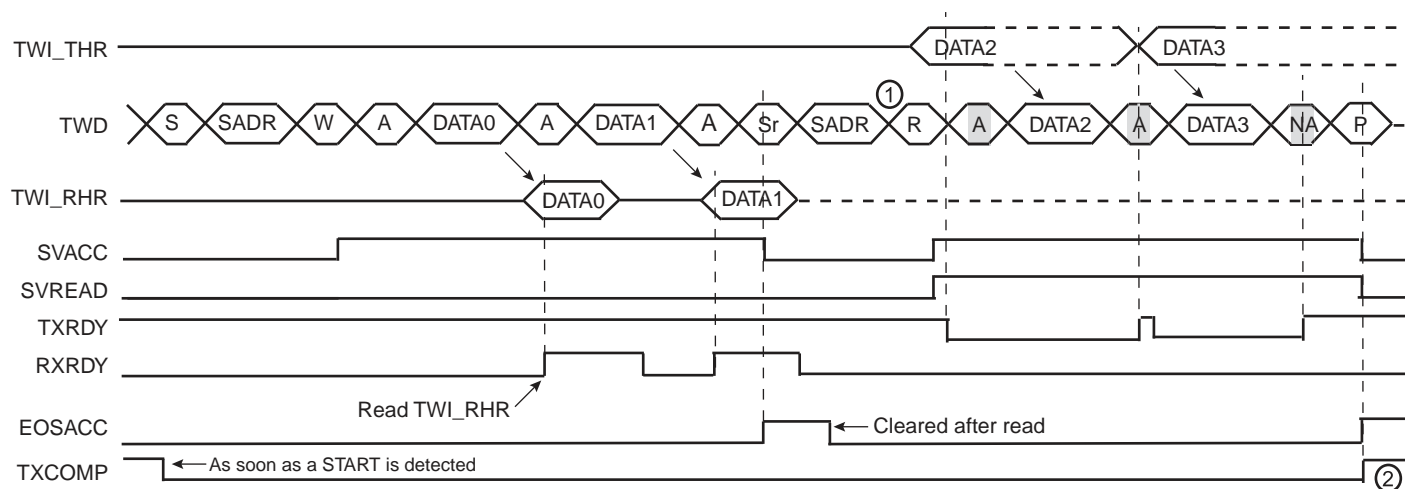 TWI_THR DATA2 DATA3
①
TWD S SADR W A DATA0 A DATA1 A Sr SADR R A DATA2 A DATA3 NA P
TWI_RHR DATA0 DATA1
SVACC
SVREAD
TXRDY
RXRDY
Read TWI_RHR
EOSACC Cleared after read
TXCOMP As soon as a START is detected ②